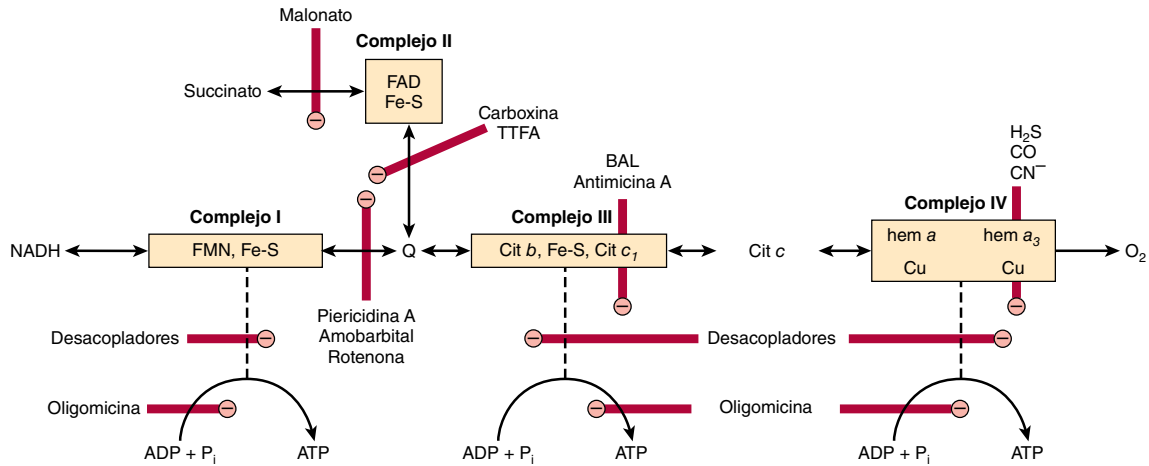 Malonato
Complejo II
Succinato
FAD
Fe-S
Carboxina
TTFA
BAL
Antimicina A
H₂S
CO
CN⁻
Complejo I
Complejo III
Complejo IV
NADH
FMN, Fe-S
Q
Cit b, Fe-S, Cit c₁
Cit c
hem a
hem a₃
Cu
Cu
O₂
Piericidina A
Amobarbital
Rotenona
Desacopladores
Desacopladores
Oligomicina
Oligomicina
ADP + Pᵢ
ATP
ADP + Pᵢ
ATP
ADP + Pᵢ
ATP